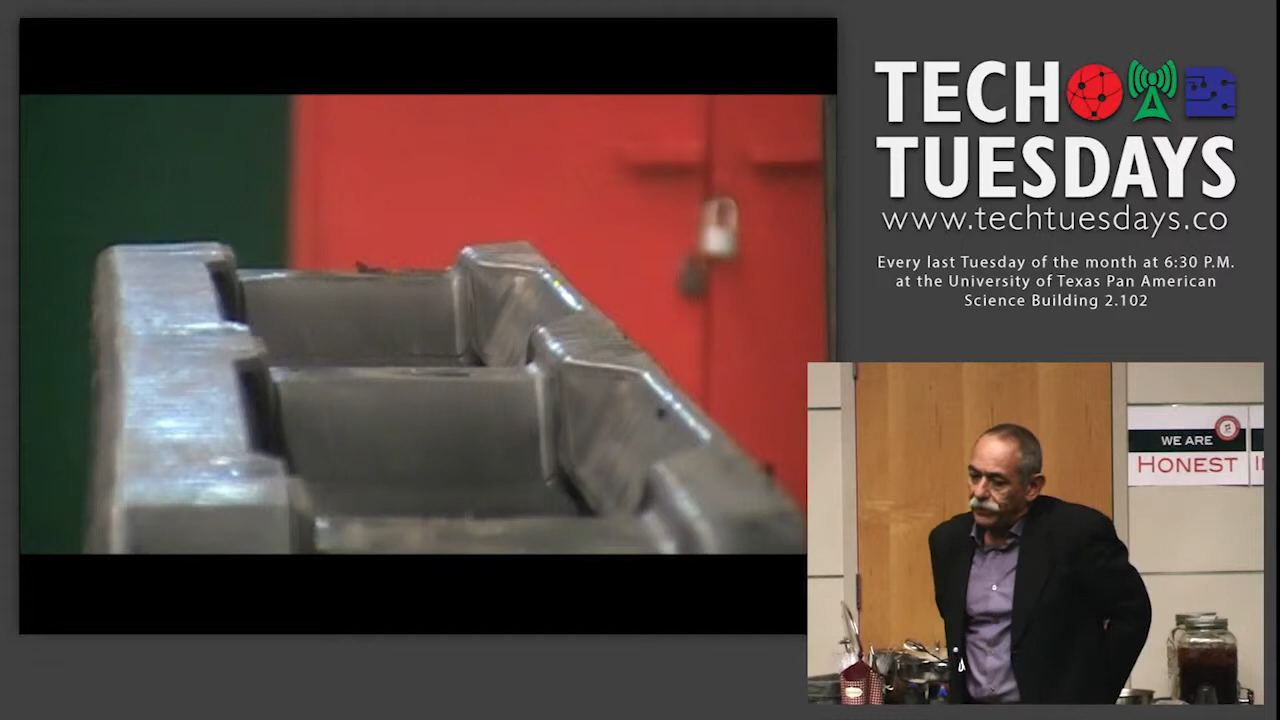 TECH
TUESDAYS
www.techtuesdays.co
Every last Tuesday of the month at 6:30 P.M.
at the University of Texas Pan American
Science Building 2.102
WE ARE
HONEST